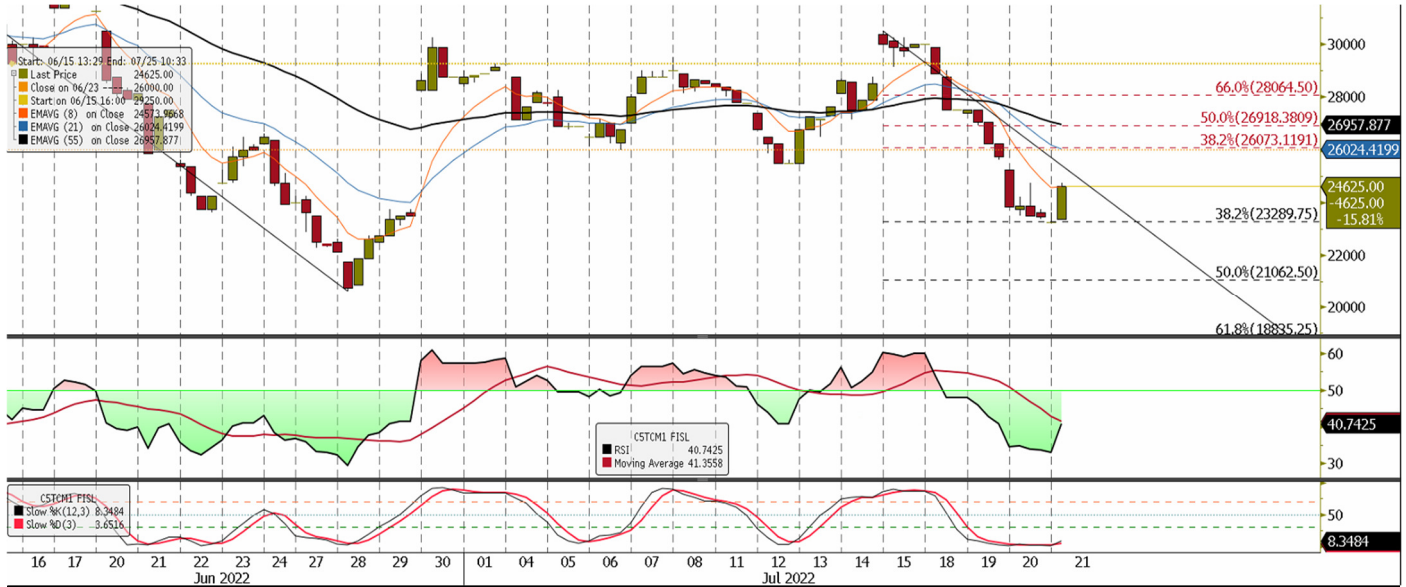 Start: 06/15 13:29 End: 07/25 10:33
Last Price 24625.00
Close on 06/23 ---- 26000.00
Start on 06/15 16:00 29250.00
EMAVG (8) on Close 24573.9668
EMAVG (21) on Close 26024.4199
EMAVG (55) on Close 26957.877
30000
66.0%(28064.50)
28000
50.0%(26918.3809)
26957.877
38.2%(26073.1191)
26024.4199
24625.00
-4625.00
-15.81%
38.2%(23289.75)
22000
50.0%(21062.50)
20000
61.8%(18835.25)
60
50
40.7425
30
C5TCM1 FISL
RSI 40.7425
Moving Average 41.3558
C5TCM1 FISL
Slow %K(12,3) 8.3484
Slow %D(3) 3.6516
50
8.3484
16 17 20 21 22 23 24 27 28 29 30 01 04 05 06 07 08 11 12 13 14 15 18 19 20 21
Jun 2022 Jul 2022